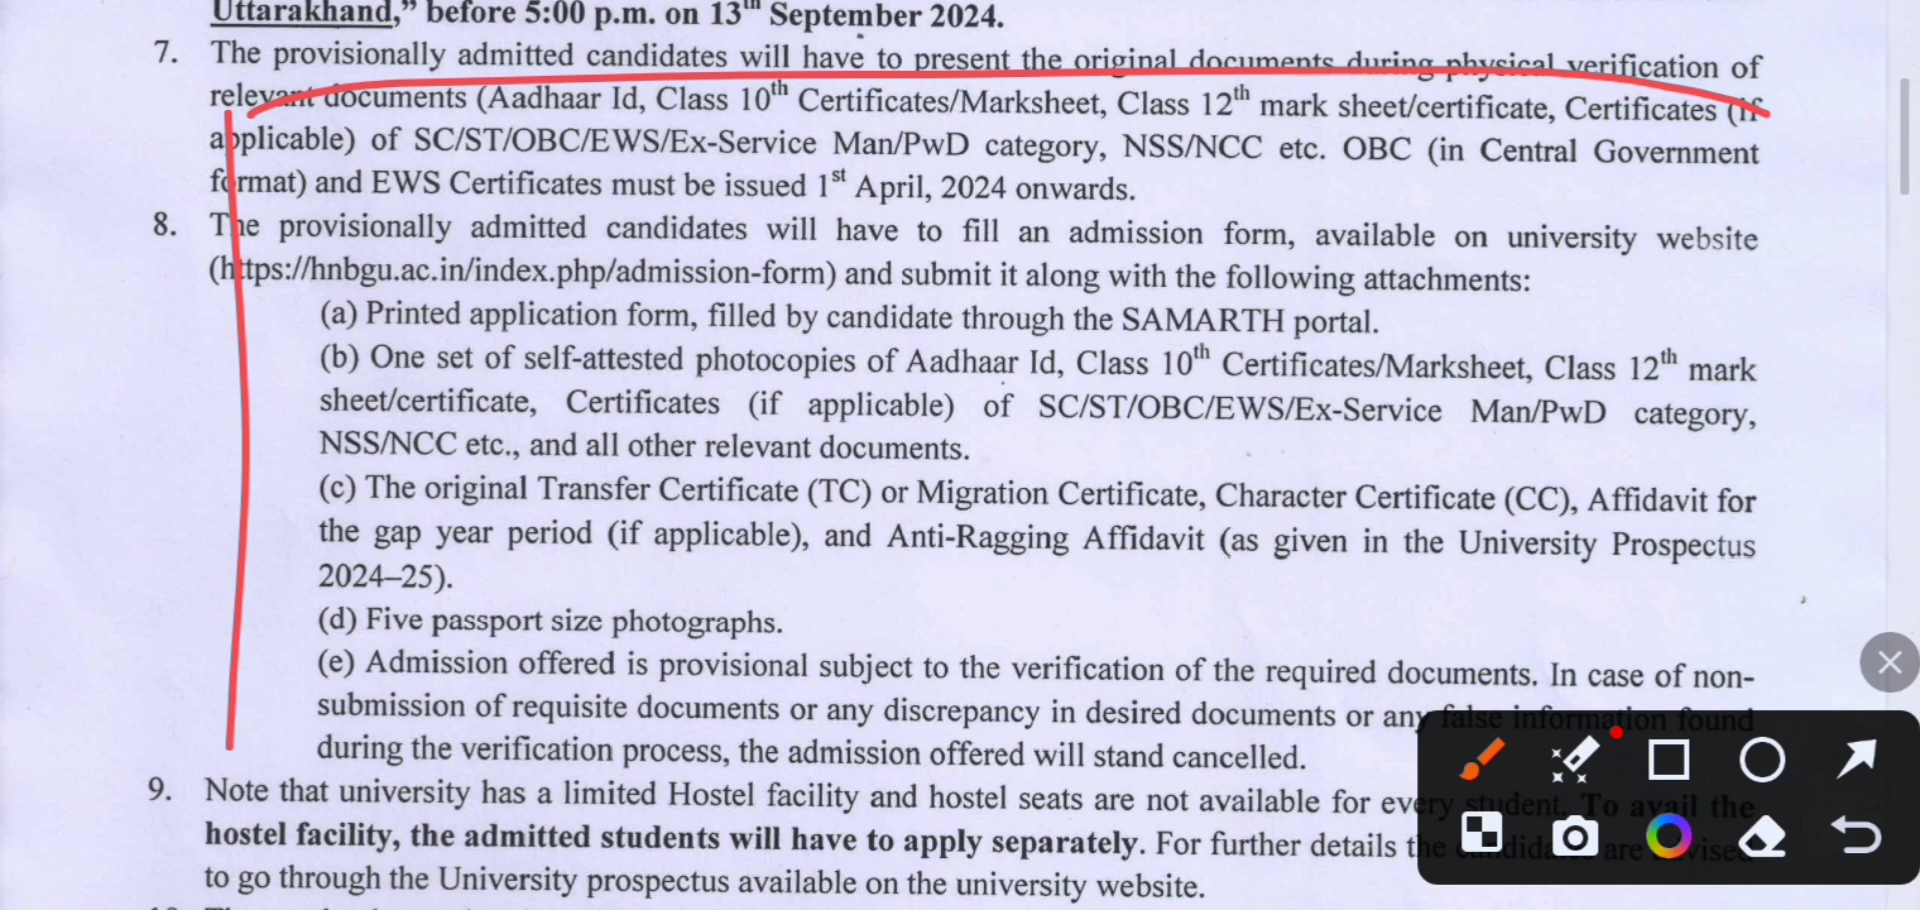 Uttarakhand," before 5:00 p.m. on 13th September 2024.
7. The provisionally admitted candidates will have to present the original documents during physical verification of
relevant documents (Aadhaar Id, Class 10th Certificates/Marksheet, Class 12th mark sheet/certificate, Certificates (if
applicable) of SC/ST/OBC/EWS/Ex-Service Man/PwD category, NSS/NCC etc. OBC (in Central Government
format) and EWS Certificates must be issued 1st April, 2024 onwards.
8. The provisionally admitted candidates will have to fill an admission form, available on university website
(https://hnbgu.ac.in/index.php/admission-form) and submit it along with the following attachments:
(a) Printed application form, filled by candidate through the SAMARTH portal.
(b) One set of self-attested photocopies of Aadhaar Id, Class 10th Certificates/Marksheet, Class 12th mark
sheet/certificate, Certificates (if applicable) of SC/ST/OBC/EWS/Ex-Service Man/PwD category,
NSS/NCC etc., and all other relevant documents.
(c) The original Transfer Certificate (TC) or Migration Certificate, Character Certificate (CC), Affidavit for
the gap year period (if applicable), and Anti-Ragging Affidavit (as given in the University Prospectus
2024–25).
(d) Five passport size photographs.
(e) Admission offered is provisional subject to the verification of the required documents. In case of non-
submission of requisite documents or any discrepancy in desired documents or any false information found
during the verification process, the admission offered will stand cancelled.
9. Note that university has a limited Hostel facility and hostel seats are not available for every student. To avail the
hostel facility, the admitted students will have to apply separately. For further details the
to go through the University prospectus available on the university website.